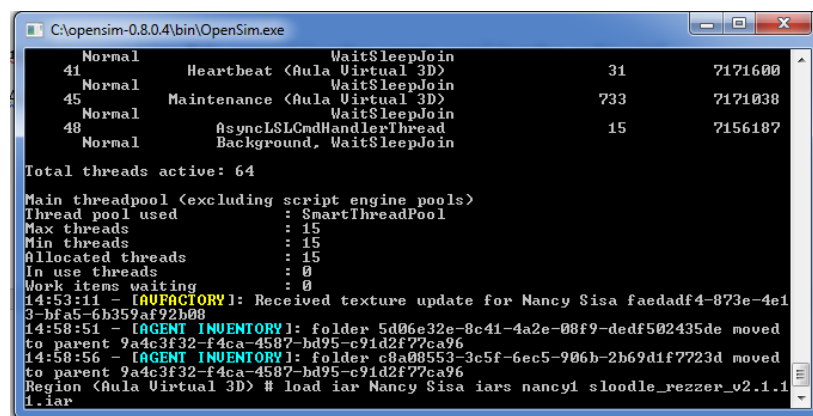 C:\opensim-0.8.0.4\bin\OpenSim.exe
Normal WaitSleepJoin
41 Heartbeat (Aula Virtual 3D) 31 7171600
Normal WaitSleepJoin
45 Maintenance (Aula Virtual 3D) 733 7171038
Normal WaitSleepJoin
48 AsyncLSLCmdHandlerThread 15 7156187
Normal Background, WaitSleepJoin
Total threads active: 64
Main threadpool (excluding script engine pools)
Thread pool used : SmartThreadPool
Max threads : 15
Min threads : 15
Allocated threads : 15
In use threads : 0
Work items waiting : 0
14:53:11 - [AVFACTORY]: Received texture update for Nancy Sisa faedadf4-873e-4e1
3-bfa5-6b359af92b08
14:58:51 - [AGENT INVENTORY]: folder 5d06e32e-8c41-4a2e-08f9-dedf502435de moved
to parent 9a4c3f32-f4ca-4587-bd95-c91d2f77ca96
14:58:56 - [AGENT INVENTORY]: folder c8a08553-3c5f-6ec5-906b-2b69d1f7723d moved
to parent 9a4c3f32-f4ca-4587-bd95-c91d2f77ca96
Region (Aula Virtual 3D) # load iar Nancy Sisa iars nancy1 sloodle_rezzer_v2.1.1
1.iar